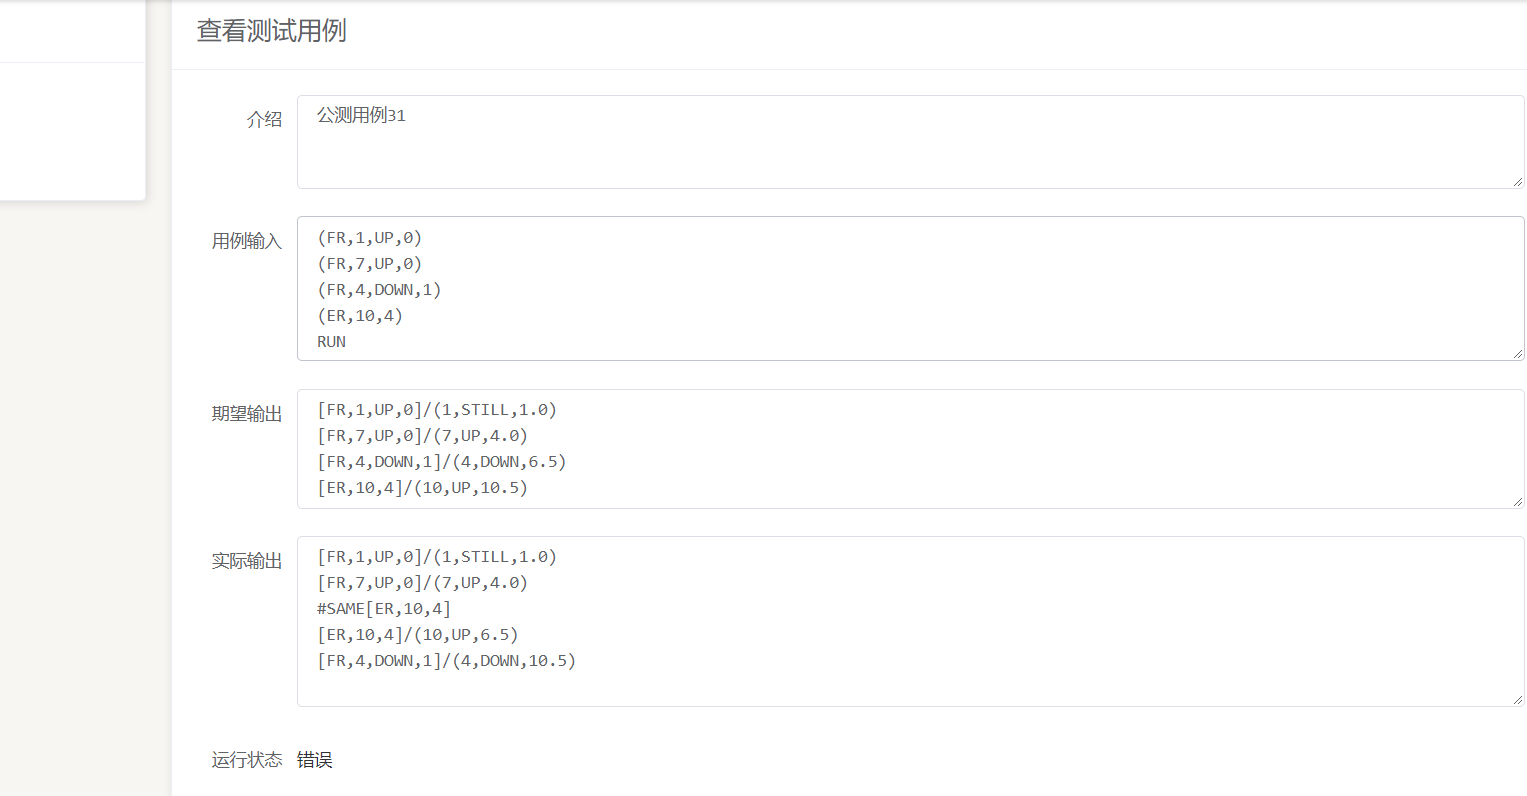 查看测试用例
介绍
公测用例31
用例输入
(FR,1,UP,0)
(FR,7,UP,0)
(FR,4,DOWN,1)
(ER,10,4)
RUN
期望输出
[FR,1,UP,0]/(1,STILL,1.0)
[FR,7,UP,0]/(7,UP,4.0)
[FR,4,DOWN,1]/(4,DOWN,6.5)
[ER,10,4]/(10,UP,10.5)
实际输出
[FR,1,UP,0]/(1,STILL,1.0)
[FR,7,UP,0]/(7,UP,4.0)
#SAME[ER,10,4]
[ER,10,4]/(10,UP,6.5)
[FR,4,DOWN,1]/(4,DOWN,10.5)
运行状态 错误